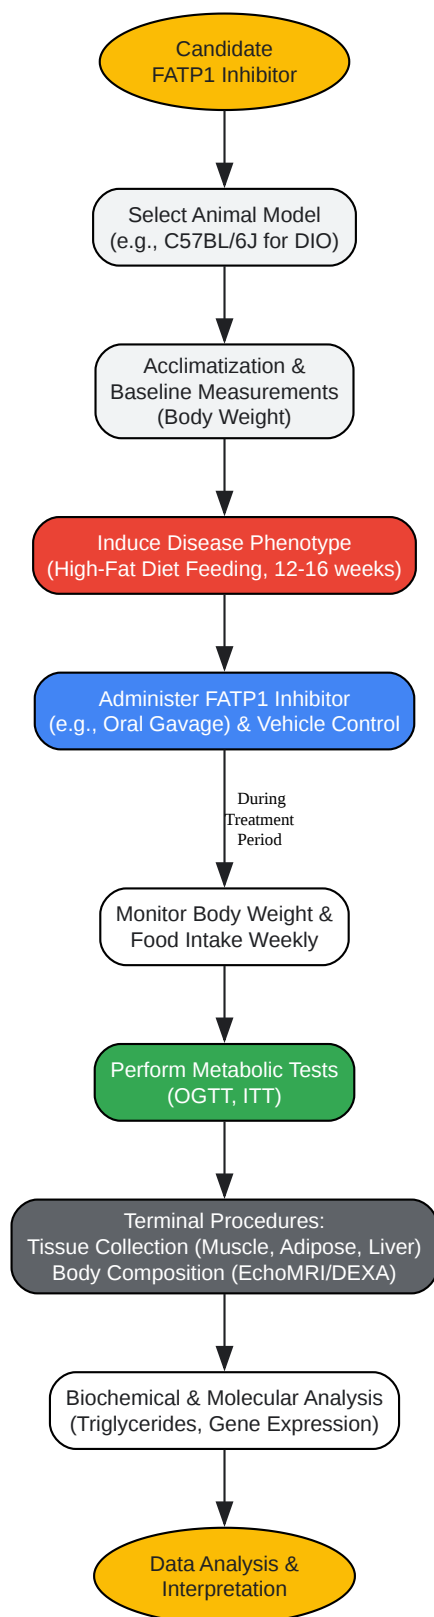 Candidate
FATP1 Inhibitor
Select Animal Model
(e.g., C57BL/6J for DIO)
Acclimatization &
Baseline Measurements
(Body Weight)
Induce Disease Phenotype
(High-Fat Diet Feeding, 12-16 weeks)
Administer FATP1 Inhibitor
(e.g., Oral Gavage) & Vehicle Control
During
Treatment
Period
Monitor Body Weight &
Food Intake Weekly
Perform Metabolic Tests
(OGTT, ITT)
Terminal Procedures:
Tissue Collection (Muscle, Adipose, Liver)
Body Composition (EchoMRI/DEXA)
Biochemical & Molecular Analysis
(Triglycerides, Gene Expression)
Data Analysis &
Interpretation